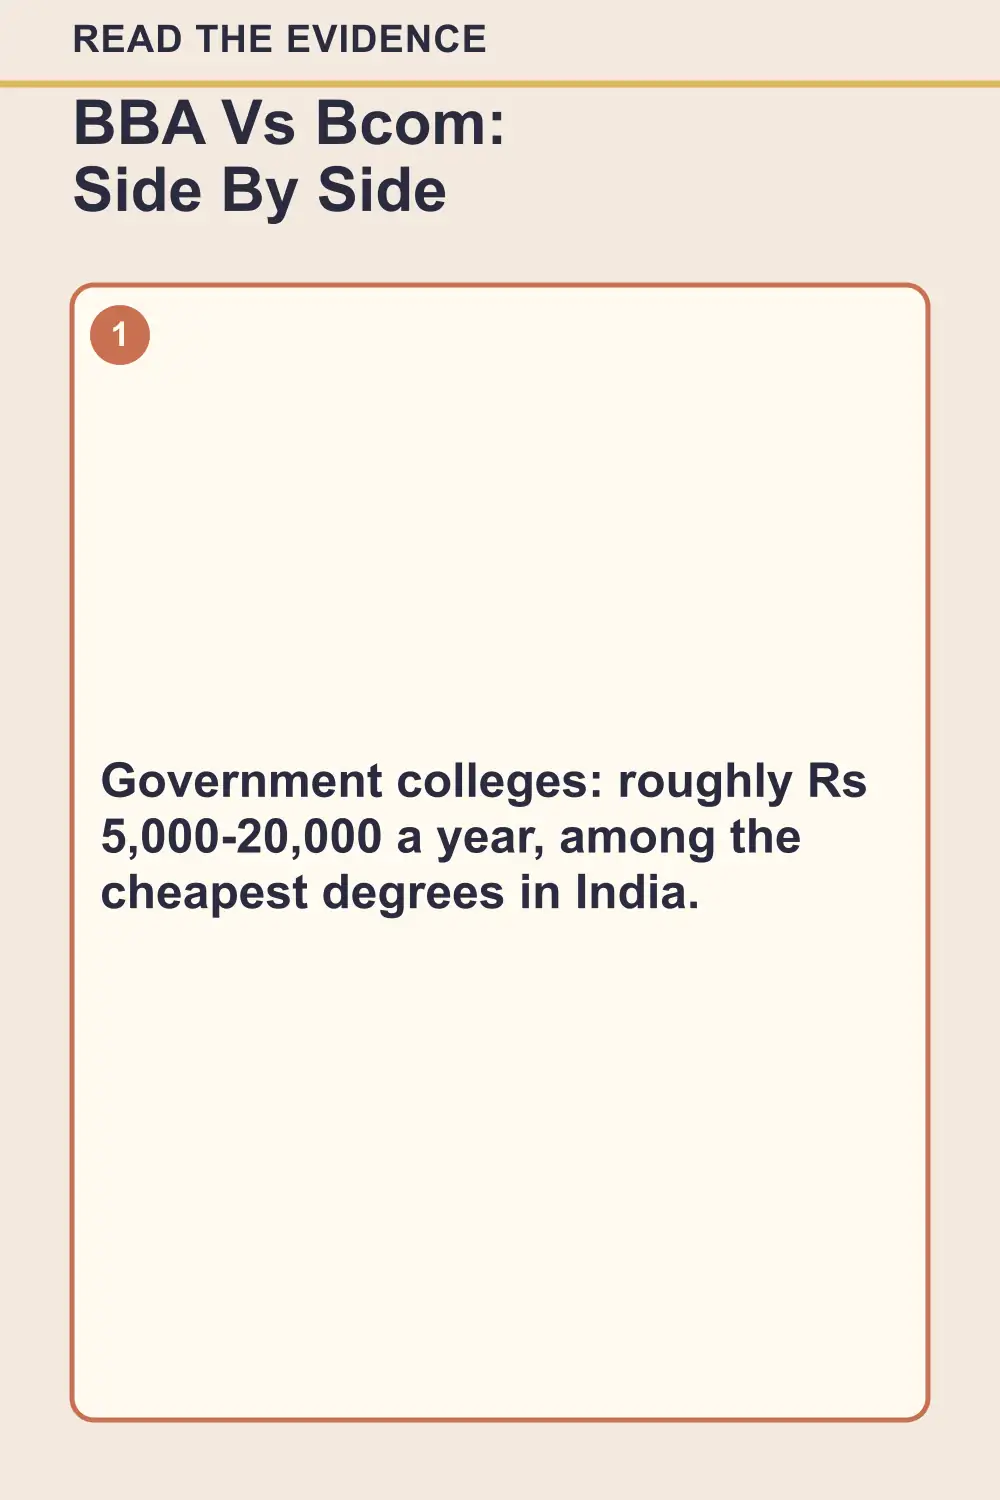 READ THE EVIDENCE
BBA Vs Bcom:
Side By Side
1
Government colleges: roughly Rs
5,000-20,000 a year, among the
cheapest degrees in India.